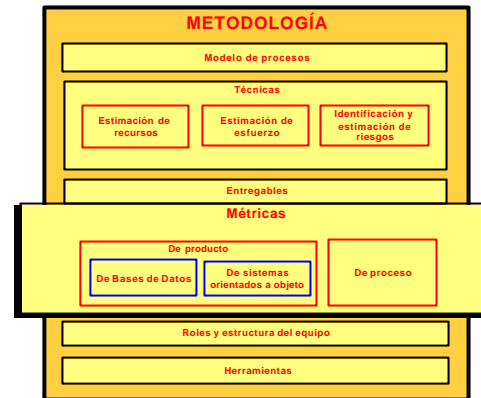 METODOLOGÍA
Modelo de procesos
Técnicas
Estimación de
recursos
Estimación de
esfuerzo
Identificación y
estimación de
riesgos
Entregables
Métricas
De producto
De Bases de Datos
De sistemas
orientados a objeto
De proceso
Roles y estructura del equipo
Herramientas